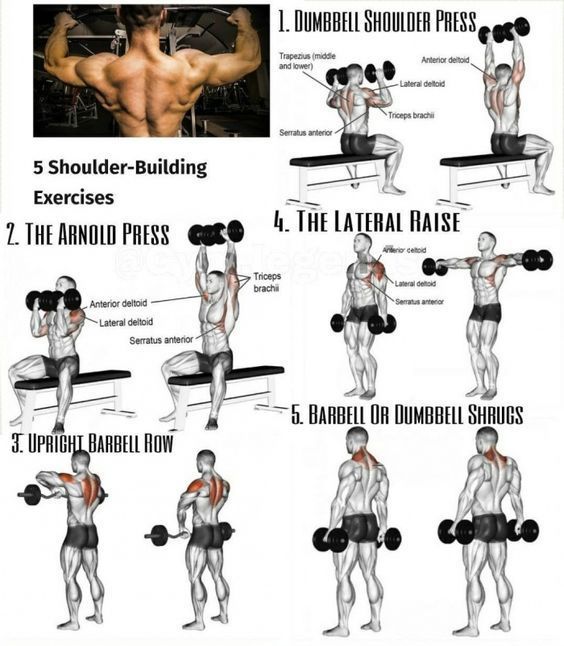 5 Shoulder-Building
Exercises
1. DUMBBELL SHOULDER PRESS
Trapezius (middle
and lower)
Anterior deltoid
Lateral deltoid
Triceps brachii
Serratus anterior
2. THE ARNOLD PRESS
Triceps
brachii
Anterior deltoid
Lateral deltoid
Serratus anterior
3. UPRIGHT BARBELL ROW
4. THE LATERAL RAISE
Anterior deltoid
Lateral deltoid
Serratus anterior
5. BARBELL OR DUMBBELL SHRUGS